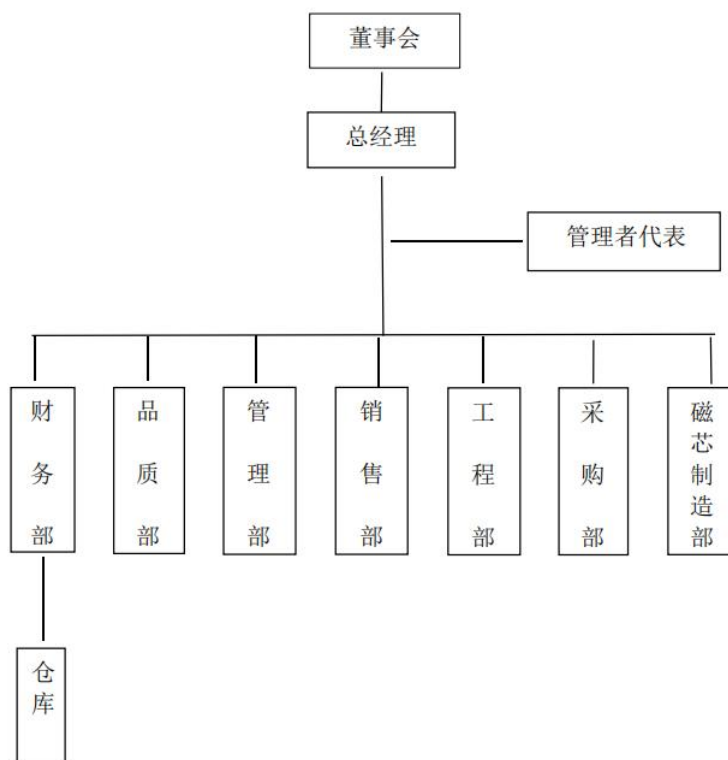 董事会
总经理
管理者代表
财务部
品质部
管理部
销售部
工程部
采购部
磁芯制造部
仓库